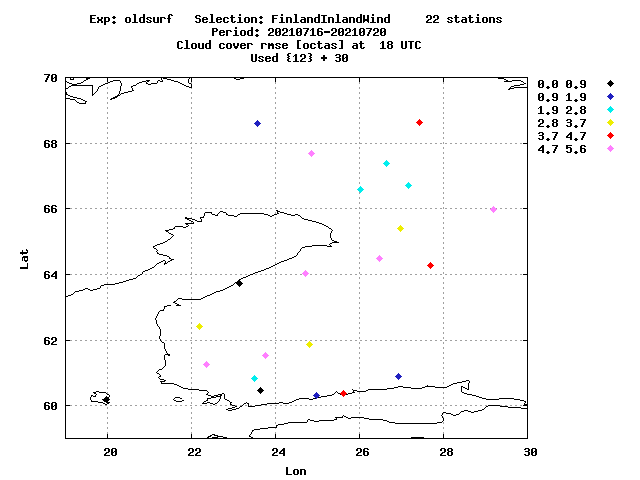 Exp: oldsurf   Selection: FinlandInlandWind     22 stations
Period: 20210716-20210720
Cloud cover rmse [octas] at  18 UTC
Used {12} + 30
0.0 0.9
0.9 1.9
1.9 2.8
2.8 3.7
3.7 4.7
4.7 5.6
70
68
66
64
62
60
Lat
20 22 24 26 28 30
Lon